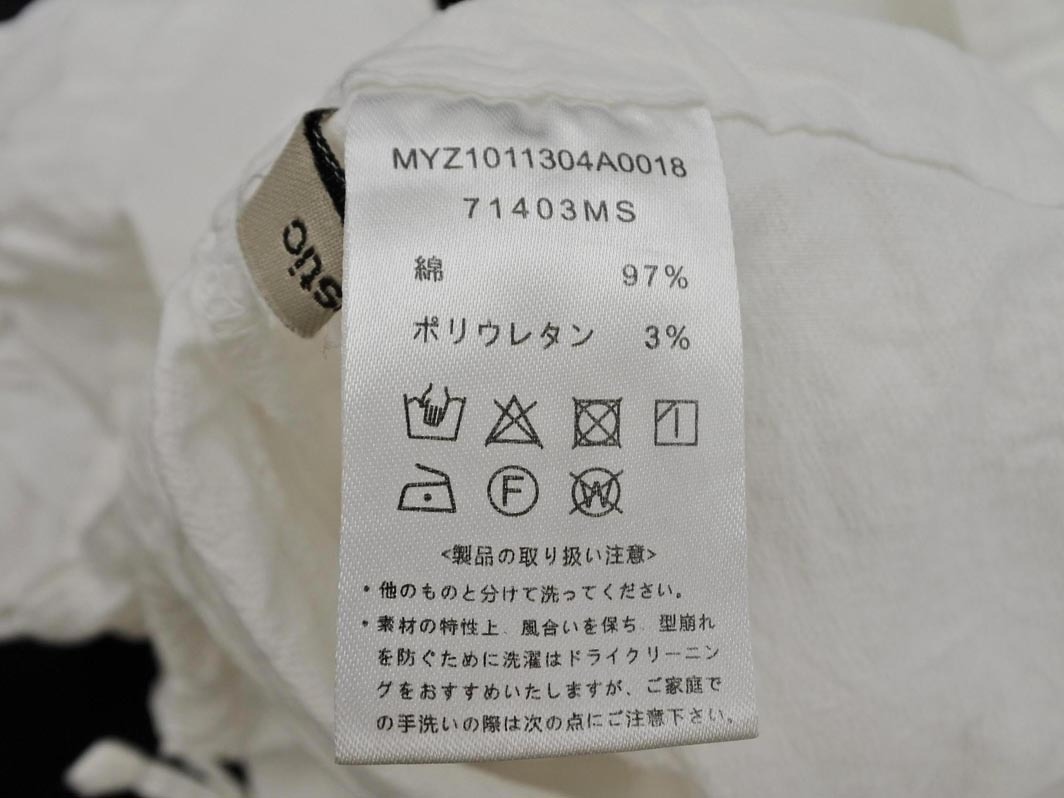 MYZ1011304A0018
71403MS
綿 97%
ポリウレタン 3%
F
W
<製品の取り扱い注意>
・他のものと分けて洗ってください。
・素材の特性上、風合いを保ち、型崩れ
を防ぐために洗濯はドライクリーニン
グをおすすめいたしますが、ご家庭で
の手洗いの際は次の点にご注意下さい。